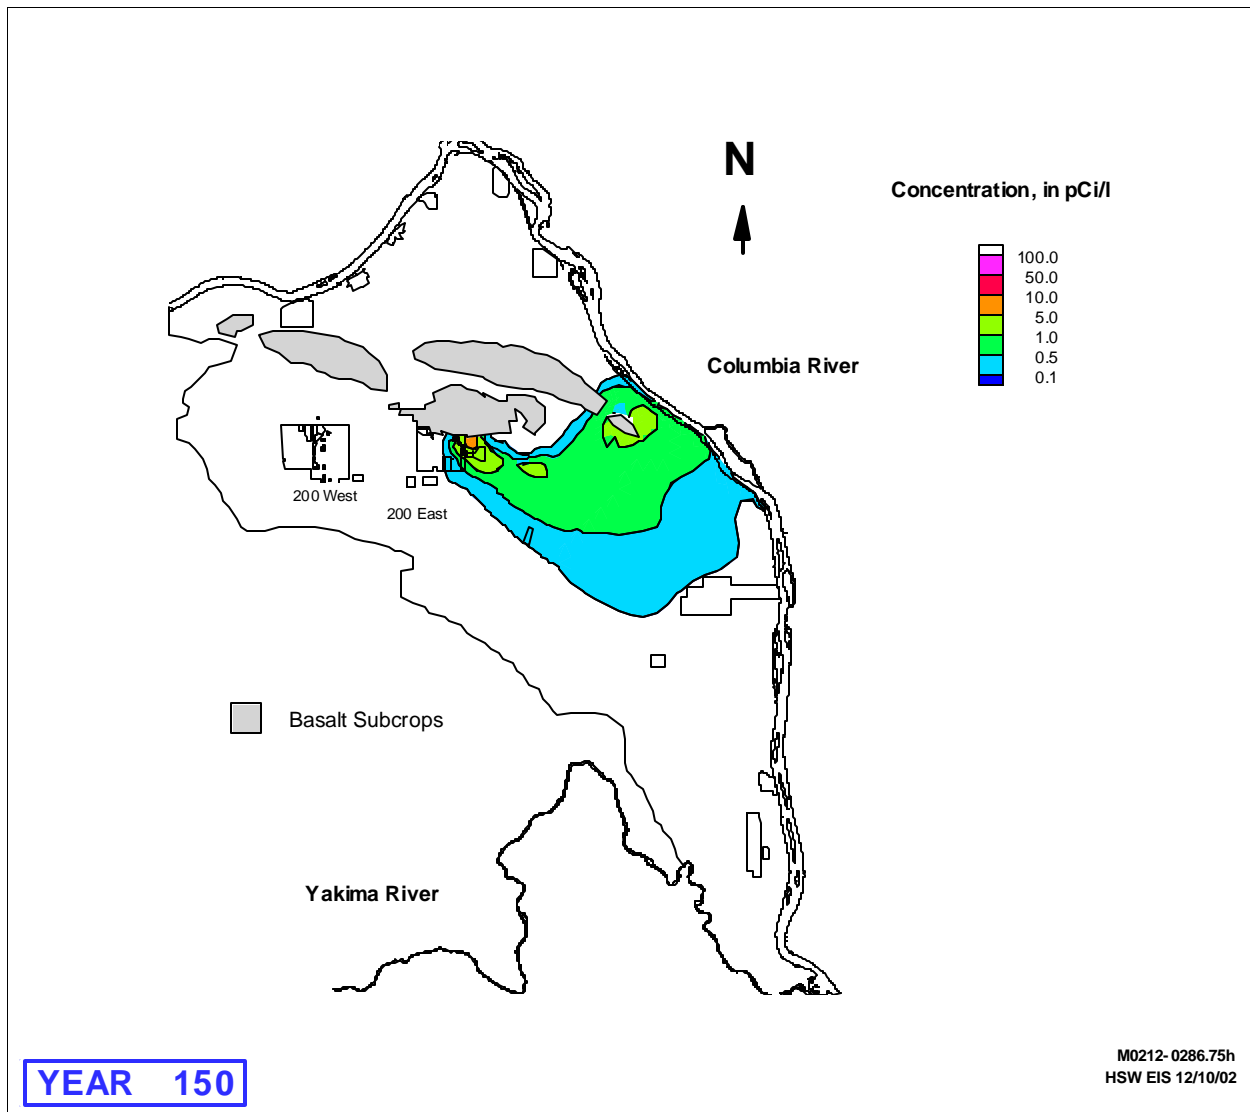 N
Concentration, in pCi/l
100.0
50.0
10.0
5.0
1.0
0.5
0.1
Columbia River
200 West
200 East
Basalt Subcrops
Yakima River
YEAR 150
M0212-0286.75h
HSW EIS 12/10/02